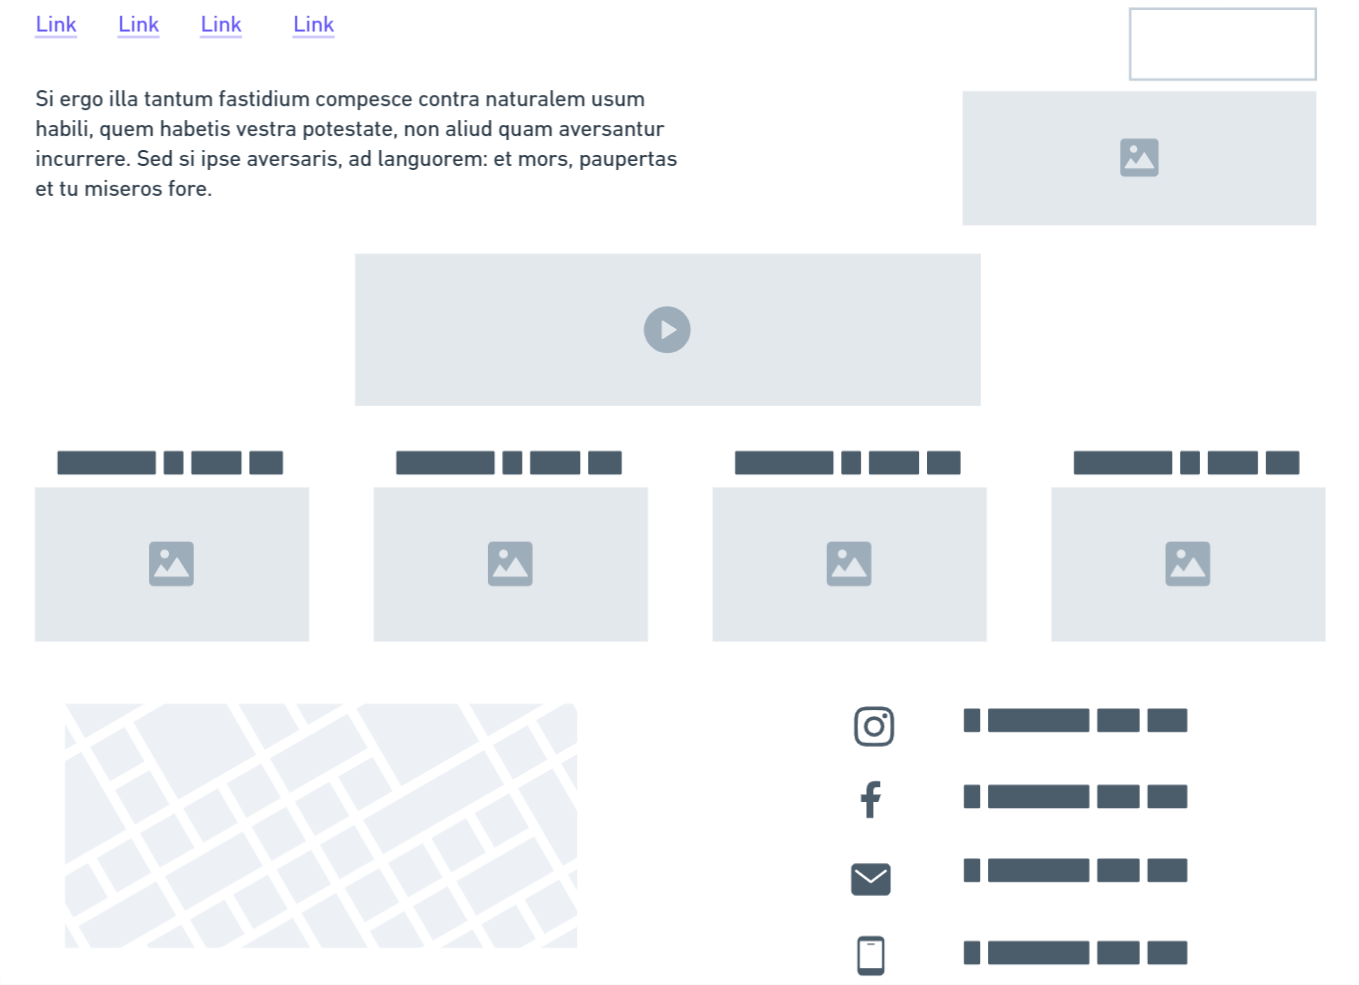 Link Link Link Link
Si ergo illa tantum fastidium compesce contra naturalem usum
habili, quem habetis vestra potestate, non aliud quam aversantur
incurrere. Sed si ipse aversaris, ad languorem: et mors, paupertas
et tu miseros fore.